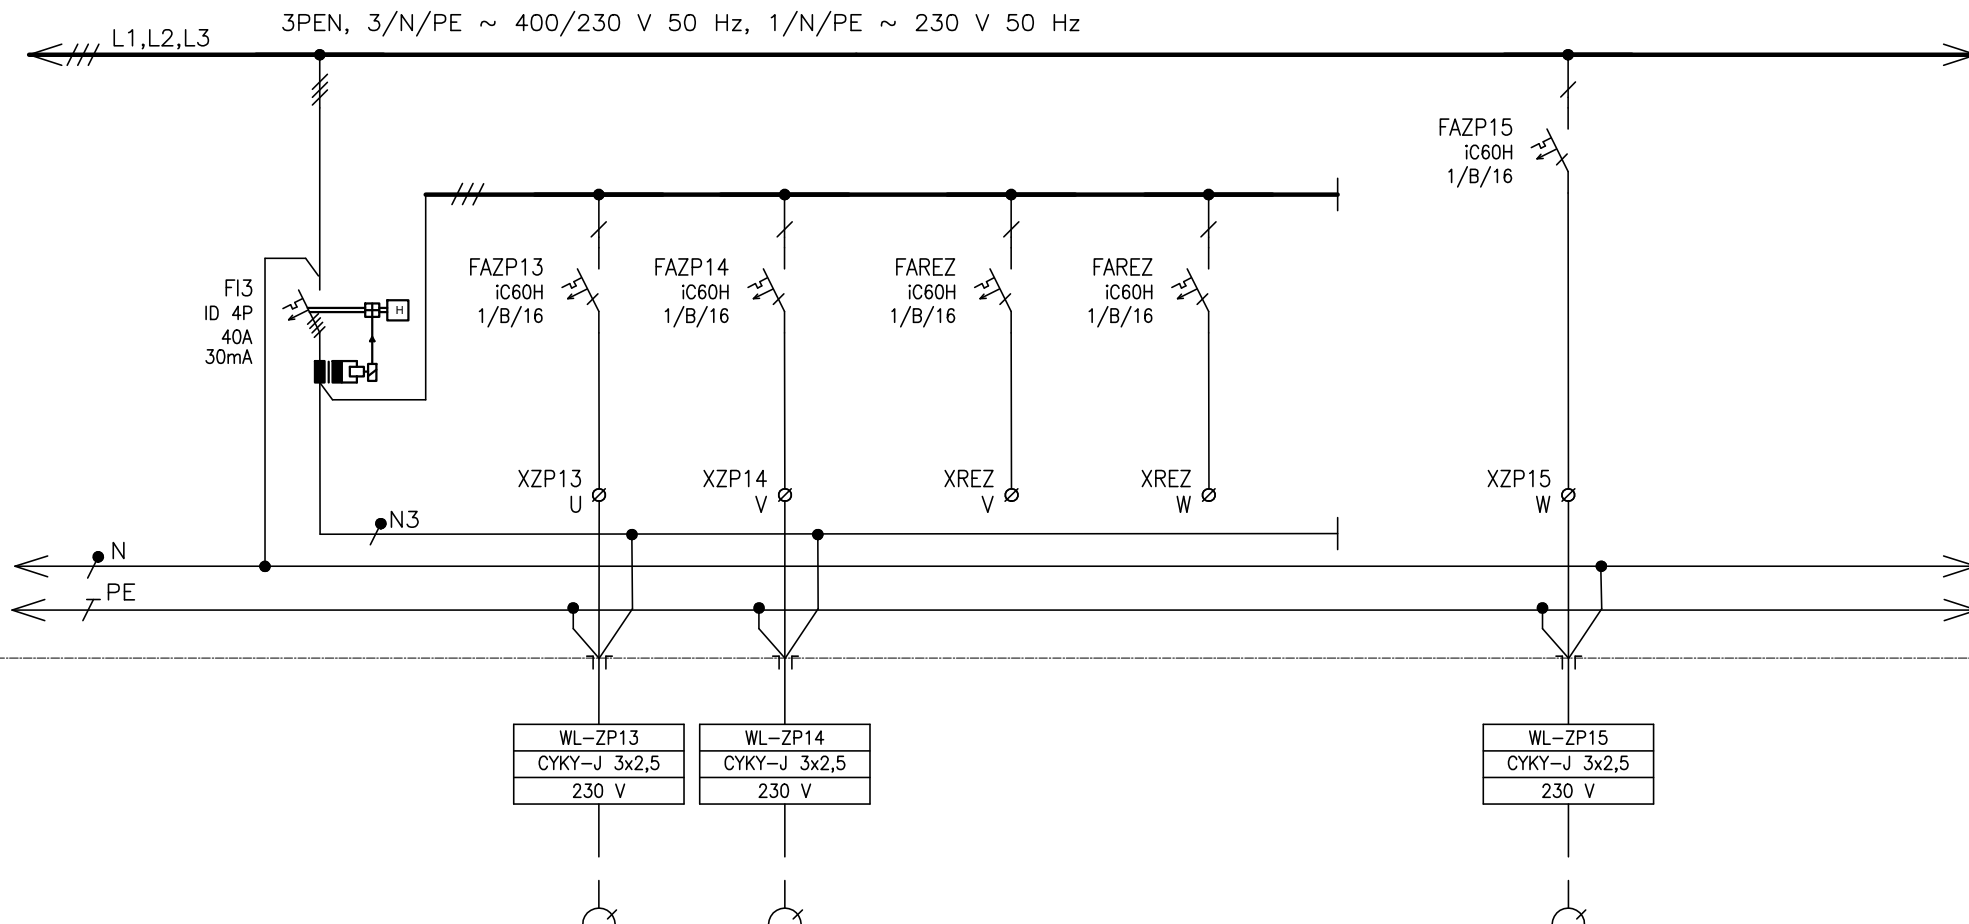 3PEN, 3/N/PE ~ 400/230 V 50 Hz, 1/N/PE ~ 230 V 50 Hz
L1,L2,L3
FAZP15
iC60H
1/B/16
FAZP13
iC60H
1/B/16
FAZP14
iC60H
1/B/16
FAREZ
iC60H
1/B/16
FAREZ
iC60H
1/B/16
FI3
ID 4P
40A
30mA
H
XZP13
U
XZP14
V
XREZ
V
XREZ
W
XZP15
W
N3
N
PE
WL-ZP13
CYKY-J 3x2,5
230 V
WL-ZP14
CYKY-J 3x2,5
230 V
WL-ZP15
CYKY-J 3x2,5
230 V